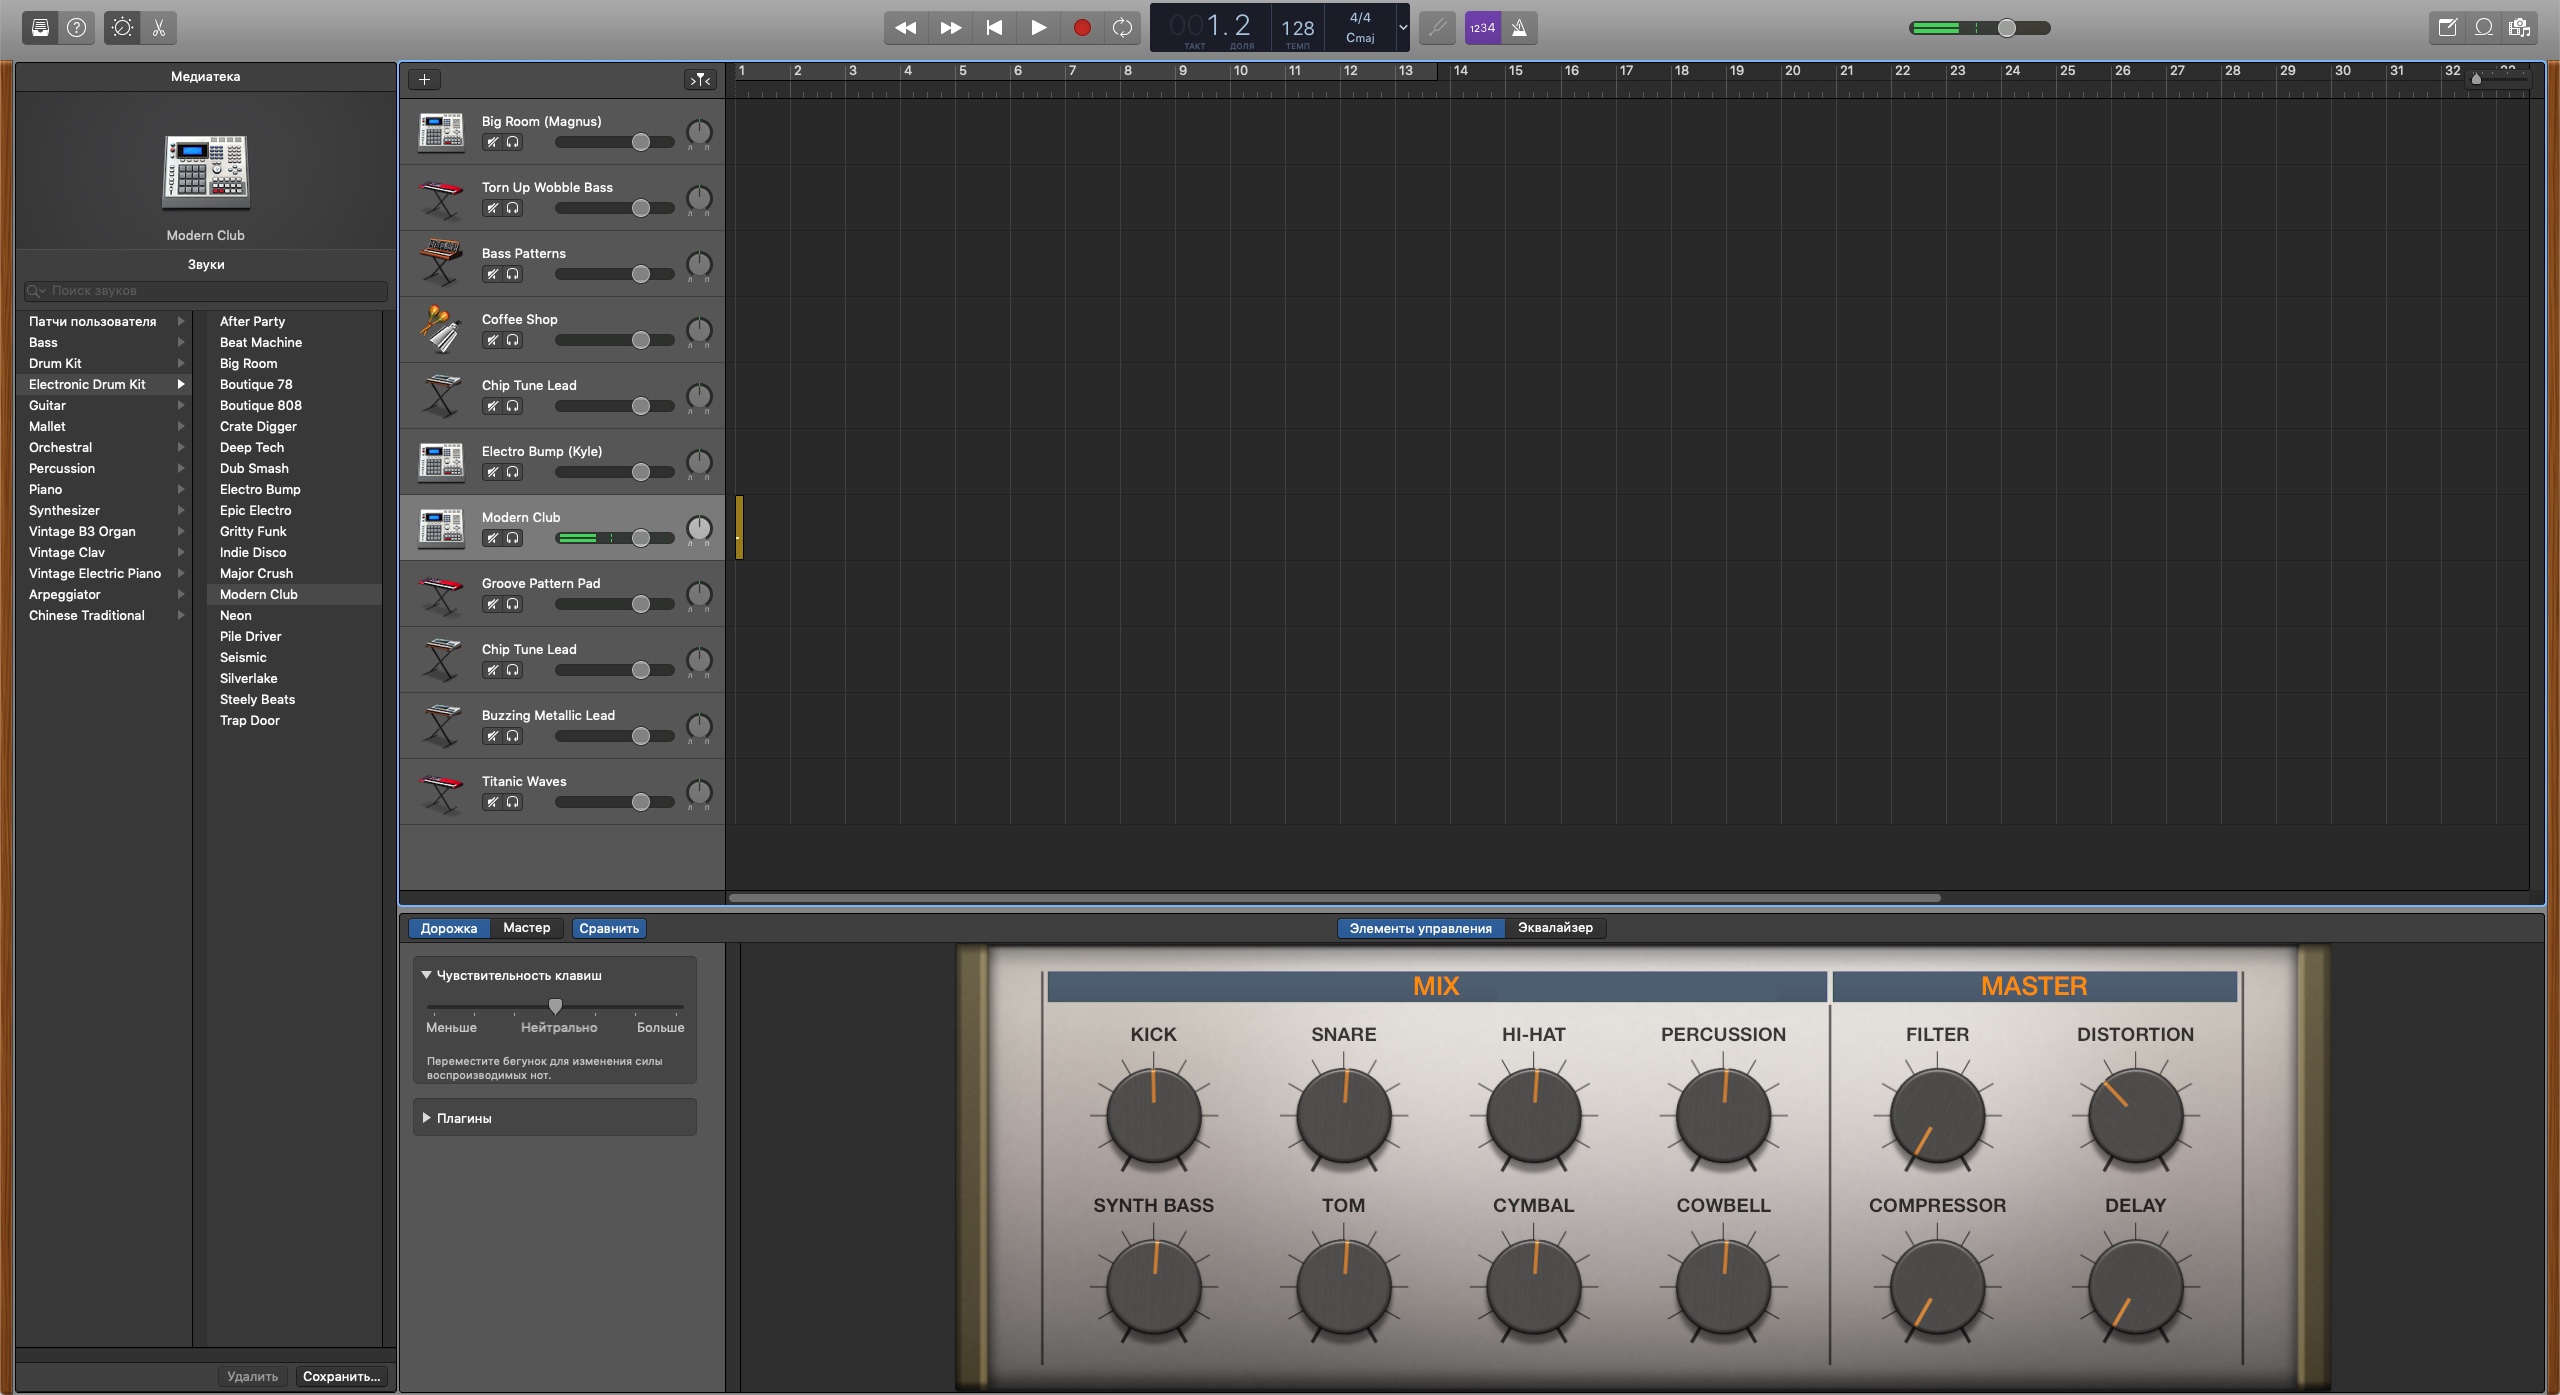 001.2
ТАКТ ДОЛЯ
128
ТЕМП
4/4
Cmaj
1234
Медиатека
Modern Club
Звуки
Поиск звуков
Патчи пользователя
Bass
Drum Kit
Electronic Drum Kit
Guitar
Mallet
Orchestral
Percussion
Piano
Synthesizer
Vintage B3 Organ
Vintage Clav
Vintage Electric Piano
Arpeggiator
Chinese Traditional
After Party
Beat Machine
Big Room
Boutique 78
Boutique 808
Crate Digger
Deep Tech
Dub Smash
Electro Bump
Epic Electro
Gritty Funk
Indie Disco
Major Crush
Modern Club
Neon
Pile Driver
Seismic
Silverlake
Steely Beats
Trap Door
Удалить Сохранить...
1 2 3 4 5 6 7 8 9 10 11 12 13 14 15 16 17 18 19 20 21 22 23 24 25 26 27 28 29 30 31 32
Big Room (Magnus)
Л П
Torn Up Wobble Bass
Л П
Bass Patterns
Л П
Coffee Shop
Л П
Chip Tune Lead
Л П
Electro Bump (Kyle)
Л П
Modern Club
Л П
Groove Pattern Pad
Л П
Chip Tune Lead
Л П
Buzzing Metallic Lead
Л П
Titanic Waves
Л П
Дорожка Мастер Сравнить
Элементы управления Эквалайзер
Чувствительность клавиш
Меньше Нейтрально Больше
Переместите бегунок для изменения силы
воспроизводимых нот.
Плагины
MIX MASTER
KICK SNARE HI-HAT PERCUSSION FILTER DISTORTION
SYNTH BASS TOM CYMBAL COWBELL COMPRESSOR DELAY